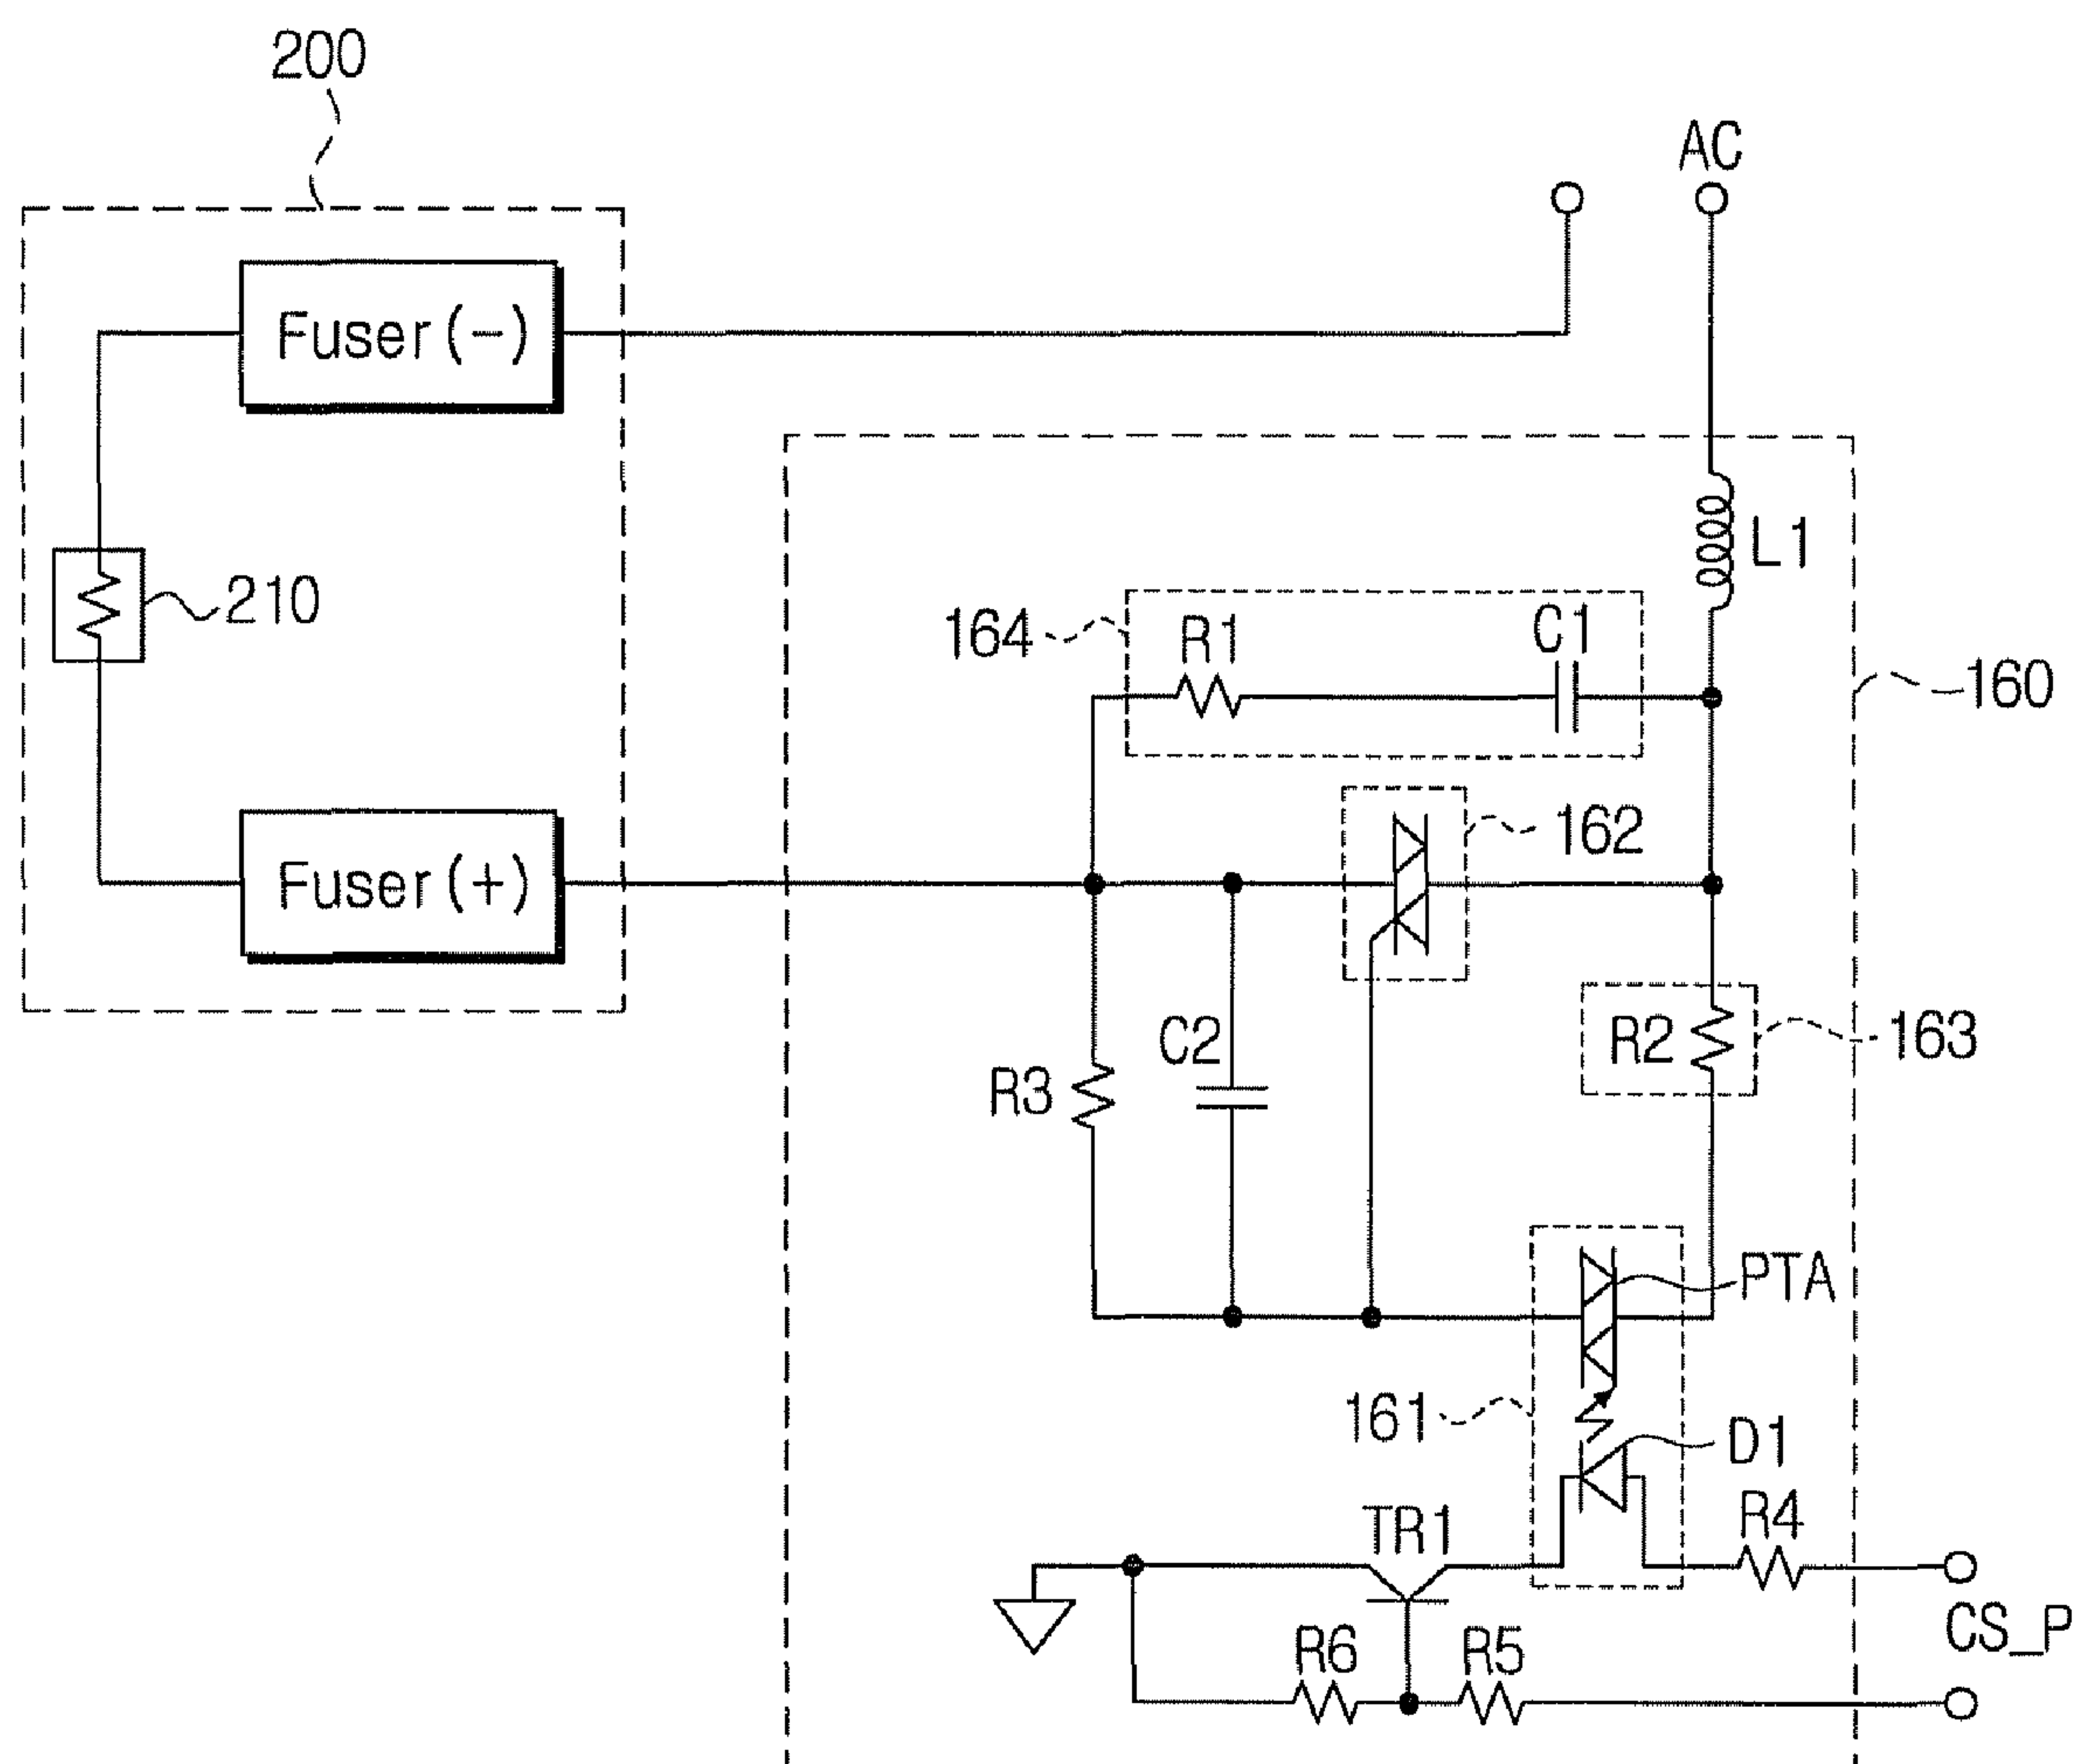 200
AC
Fuser(-)
L1
210
164
R1
C1
160
162
Fuser(+)
C2
R2
163
R3
PTA
161
D1
TR1
R4
CS_P
R6
R5